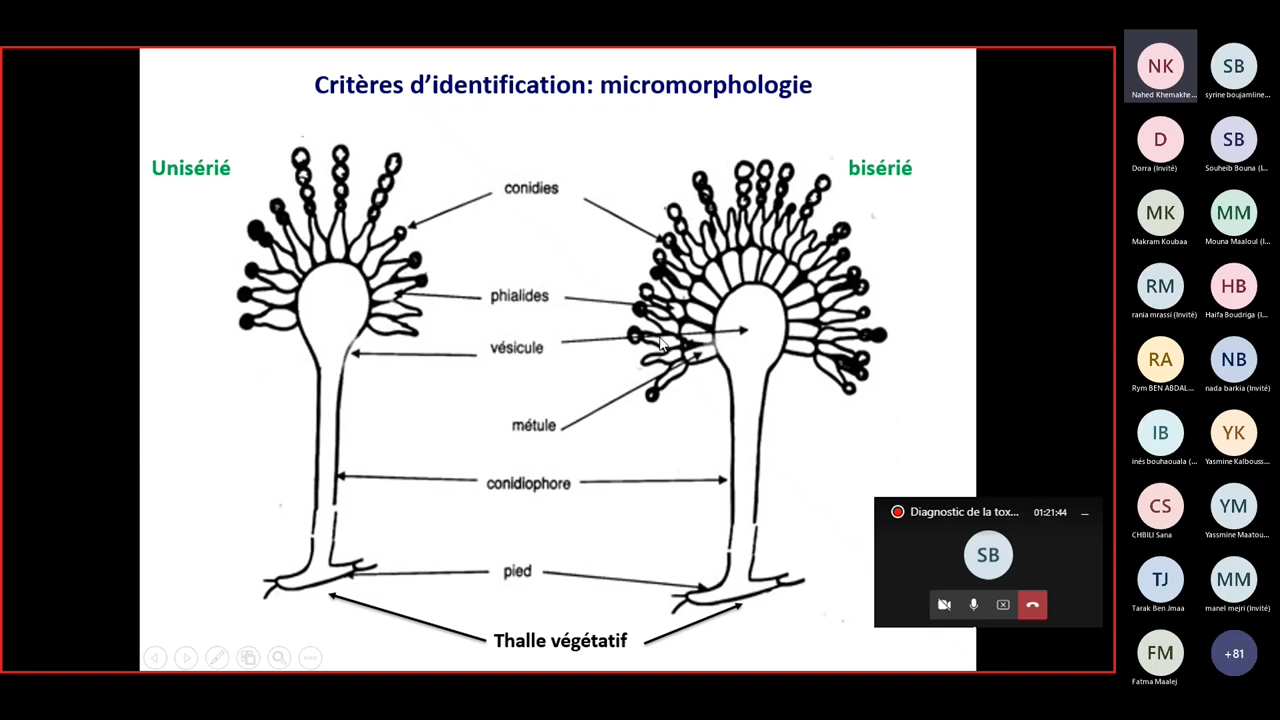 Critères d’identification: micromorphologie
Unisérié
bisérié
conidies
phialides
vésicule
métule
conidiophore
pied
Thalle végétatif
Diagnostic de la tox...
01:21:44
SB
NK
Nahed Khemakhe...
SB
syrine boujamline...
D
Dorra (Invité)
SB
Souheib Bouna (I...
MK
Makram Koubaa
MM
Mouna Maaloul (I...
RM
rania mrassi (Invité)
HB
Haifa Boudriga (I...
RA
Rym BEN ABDAL...
NB
nada barkia (Invité)
IB
inés bouhaouala (...
YK
Yasmine Kalbouss...
CS
CHBILI Sana
YM
Yassmine Maatou...
TJ
Tarak Ben Jmaa
MM
manel mejri (Invité)
FM
Fatma Maalej
+81